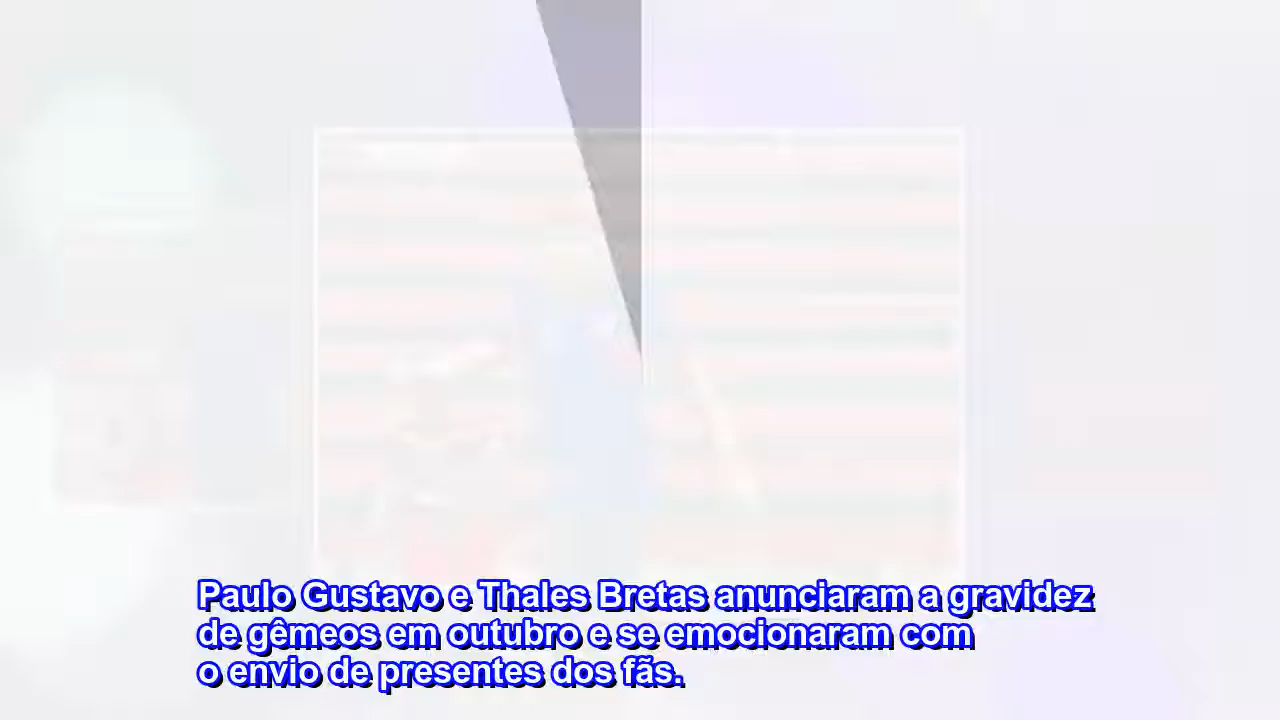 Paulo Gustavo e Thales Bretas anunciaram a gravidez
de gêmeos em outubro e se emocionaram com
o envio de presentes dos fãs.